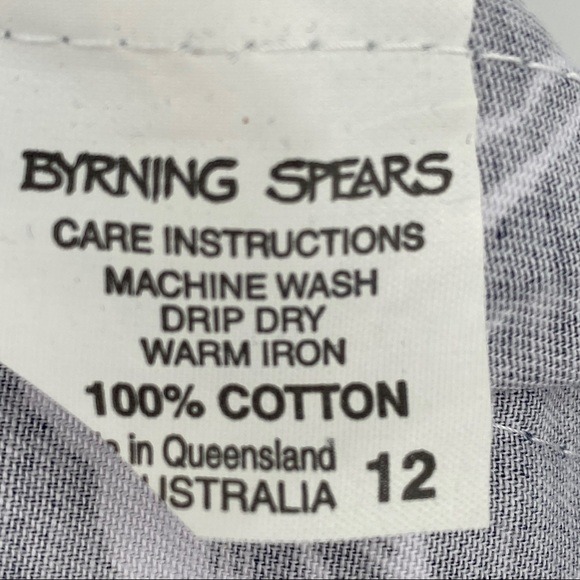 BYRNING SPEARS
CARE INSTRUCTIONS
MACHINE WASH
DRIP DRY
WARM IRON
100% COTTON
in Queensland
USTRALIA 12